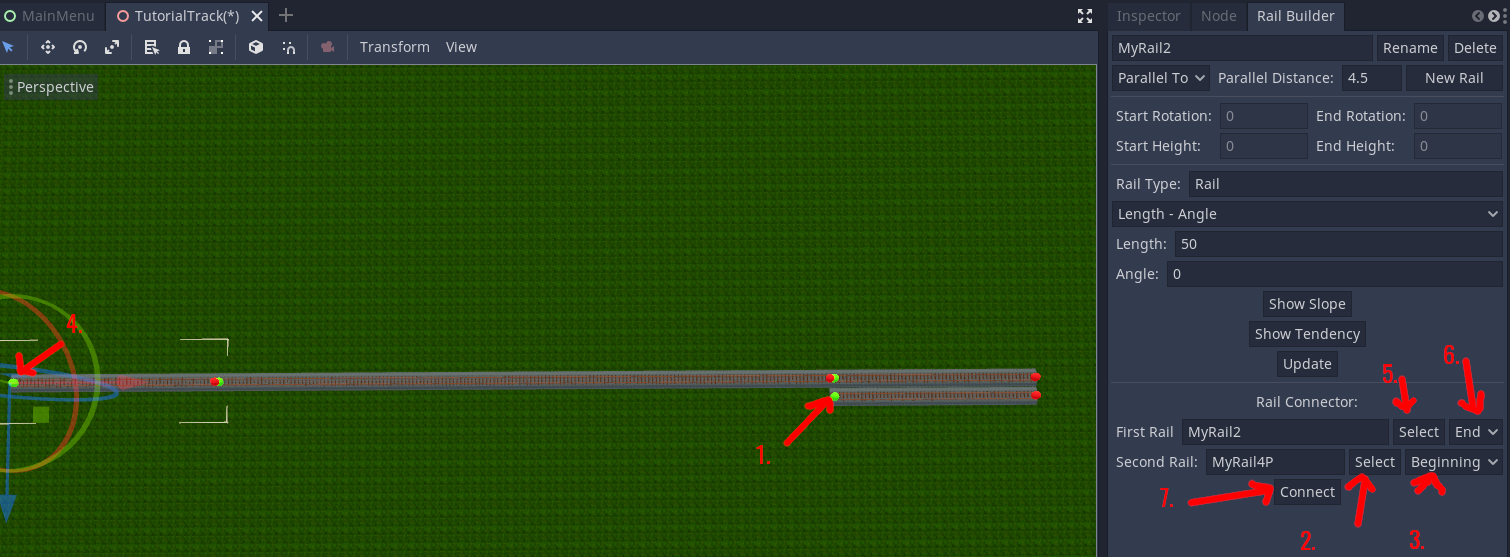 MainMenu TutorialTrack(*) Inspector Node Rail Builder
Transform View
MyRail2 Rename Delete
Perspective
Parallel To Parallel Distance: 4.5 New Rail
Start Rotation: 0 End Rotation: 0
Start Height: 0 End Height: 0
Rail Type: Rail
Length - Angle
Length: 50
Angle: 0
Show Slope
Show Tendency
Update
Rail Connector:
First Rail MyRail2 Select End
Second Rail: MyRail4P Select Beginning
Connect
4.
1.
5.
6.
7.
2.
3.